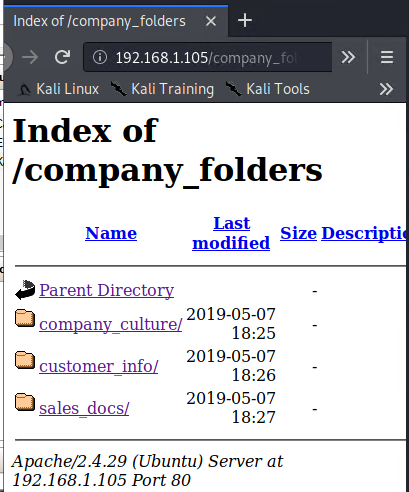 Index of /company_folders
192.168.1.105/company_fol
Kali Linux Kali Training Kali Tools
Index of
/company_folders
Name Last modified Size Descriptio
Parent Directory -
company_culture/ 2019-05-07 18:25 -
customer_info/ 2019-05-07 18:26 -
sales_docs/ 2019-05-07 18:27 -
Apache/2.4.29 (Ubuntu) Server at
192.168.1.105 Port 80